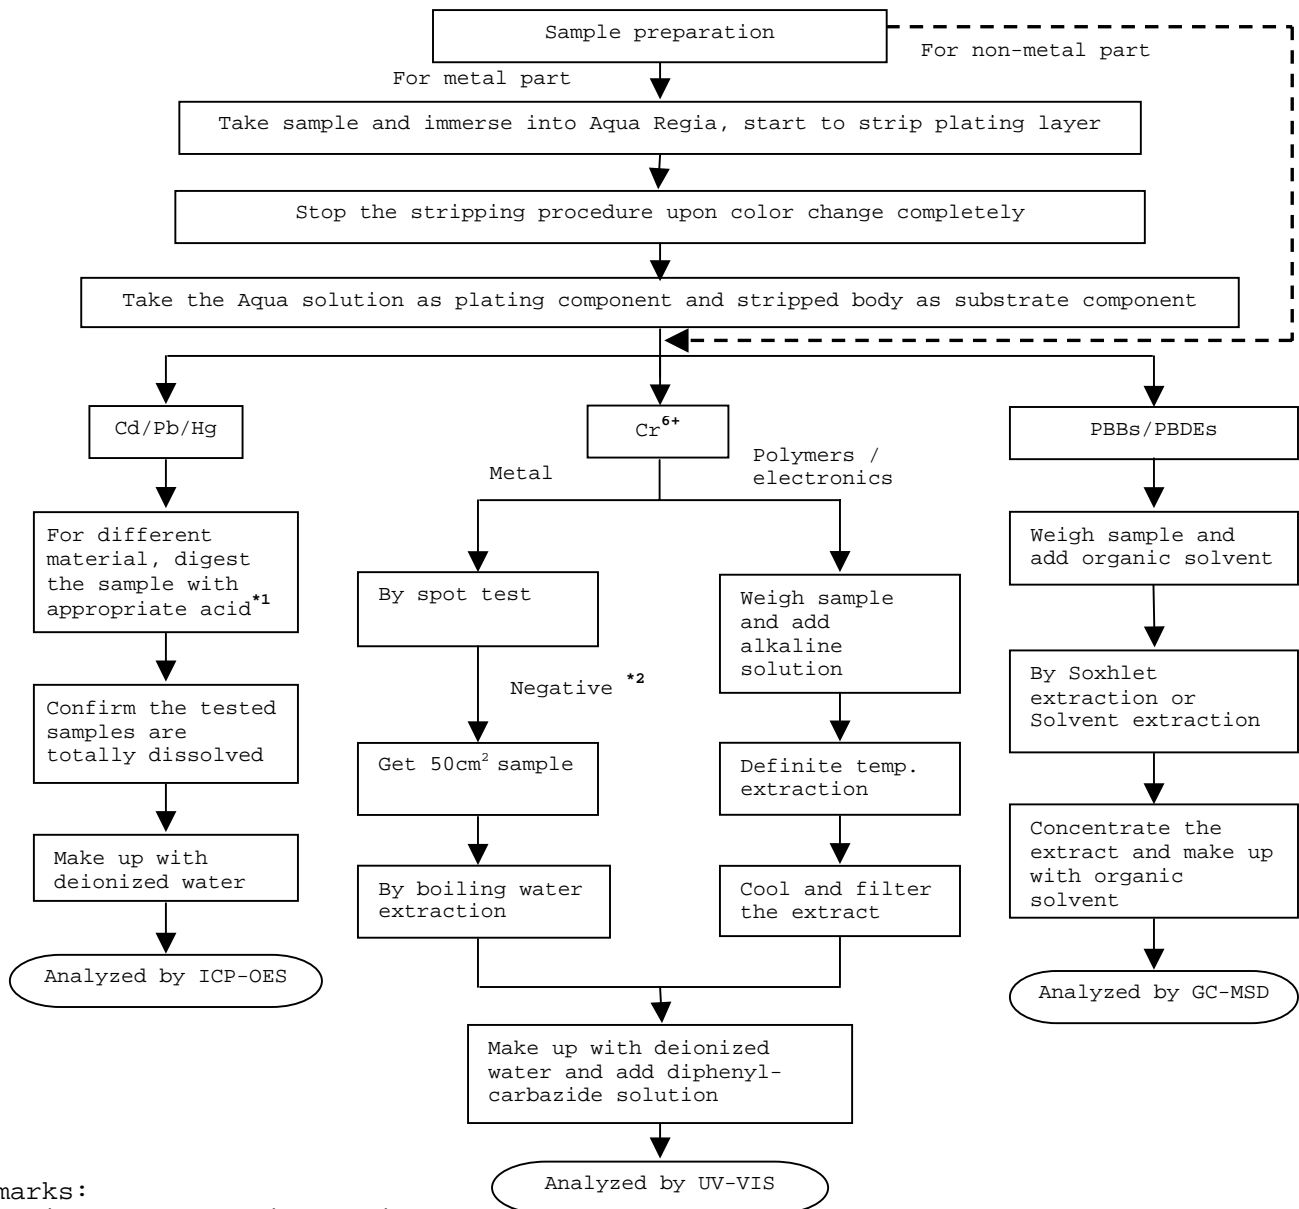 Sample preparation
For non-metal part
For metal part
Take sample and immerse into Aqua Regia, start to strip plating layer
Stop the stripping procedure upon color change completely
Take the Aqua solution as plating component and stripped body as substrate component
Cd/Pb/Hg
Cr6+
PBBs/PBDEs
Metal
Polymers /
electronics
For different
material, digest
the sample with
appropriate acid*1
By spot test
Weigh sample
and add
alkaline
solution
Weigh sample and
add organic solvent
Negative *2
Confirm the tested
samples are
totally dissolved
Get 50cm2 sample
Definite temp.
extraction
By Soxhlet
extraction or
Solvent extraction
Make up with
deionized water
By boiling water
extraction
Cool and filter
the extract
Concentrate the
extract and make up
with organic
solvent
Analyzed by ICP-OES
Analyzed by GC-MSD
Make up with deionized
water and add diphenyl-
carbazide solution
Analyzed by UV-VIS
marks: